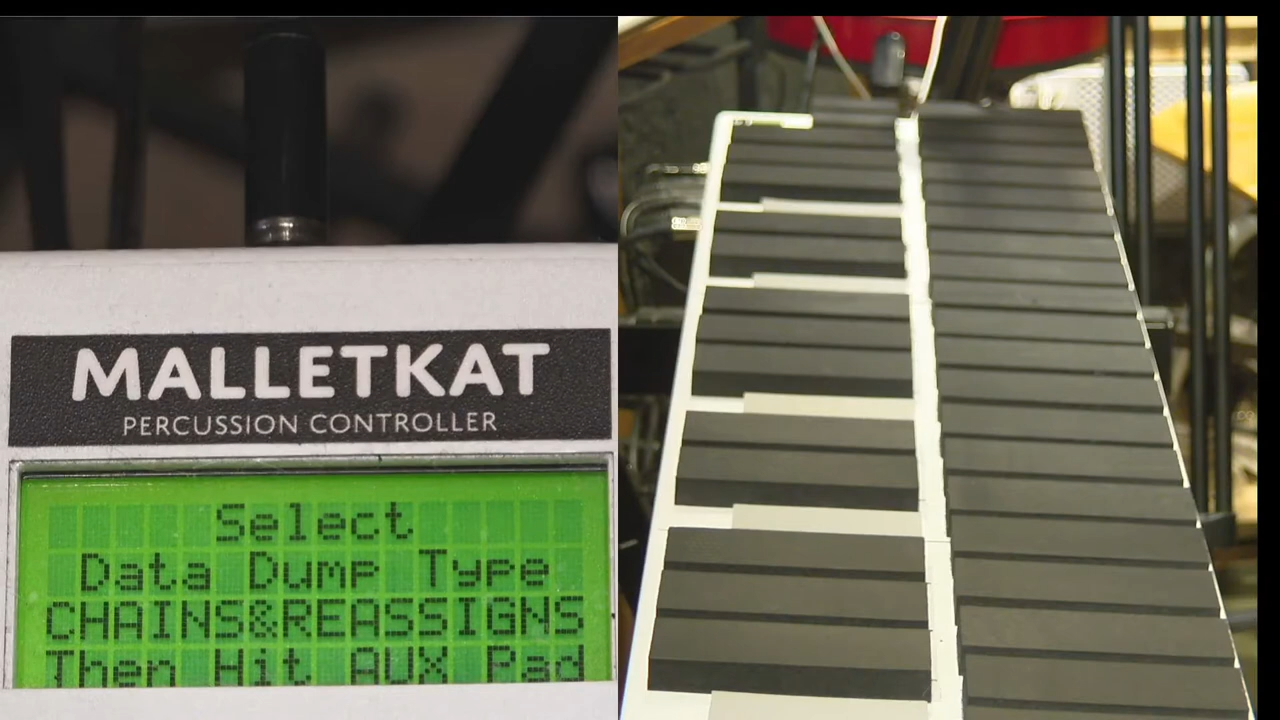 MALLETKAT
PERCUSSION CONTROLLER
Select
Data Dump Type
CHAINS&REASSIGNS
Then Hit AUX Pad